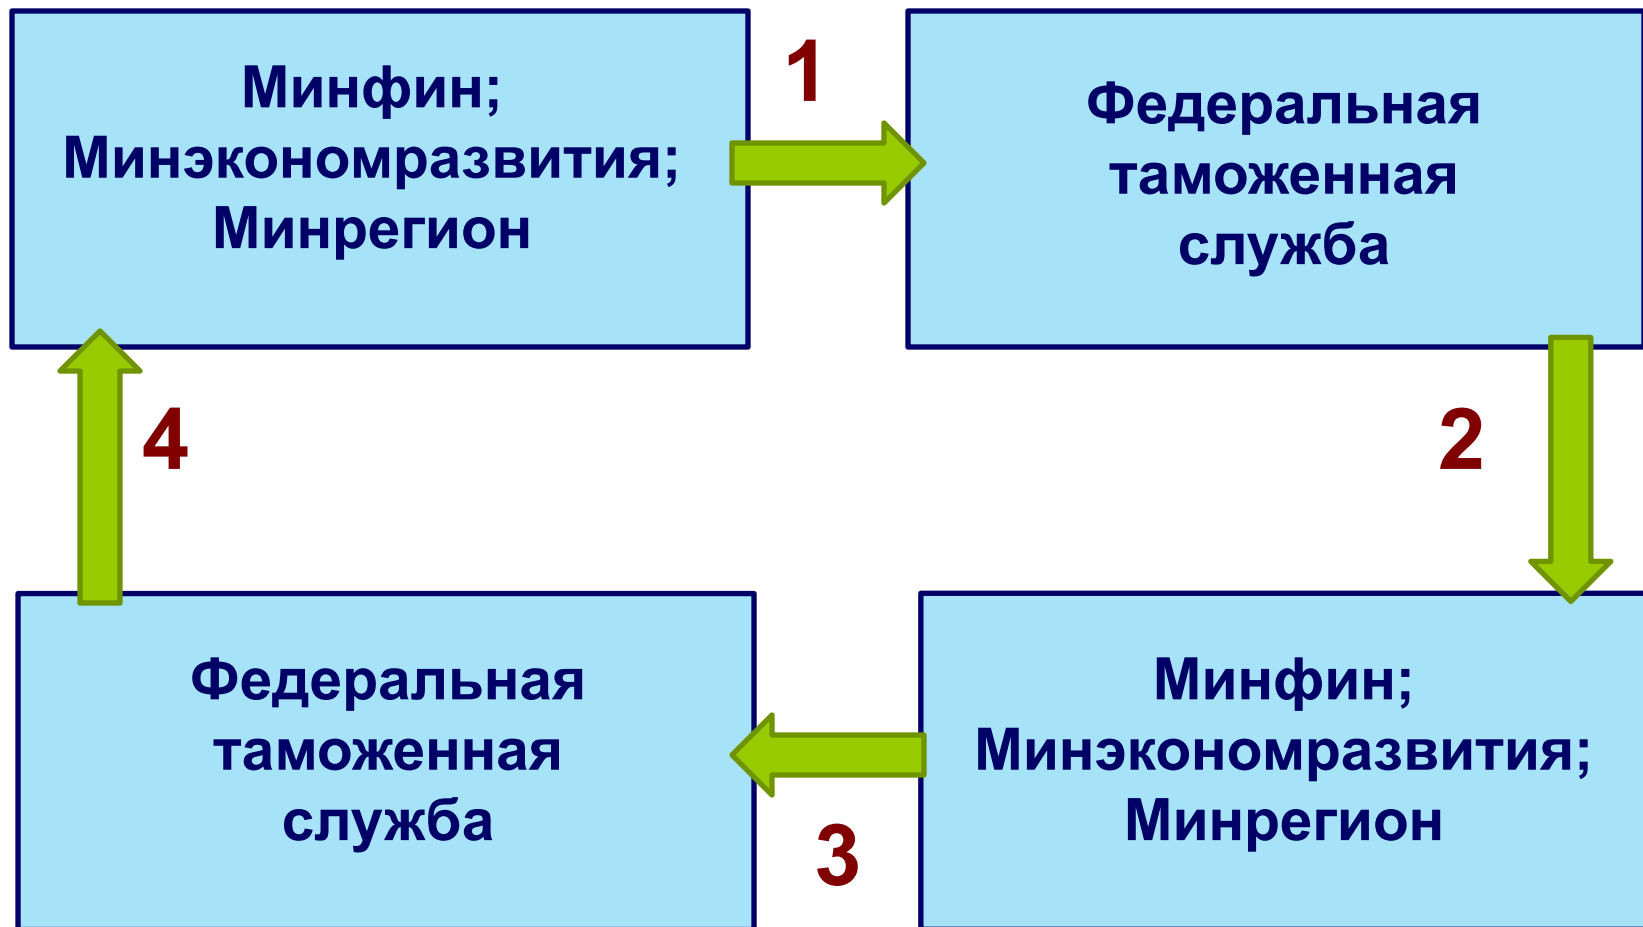 Минфин;
Минэкономразвития;
Минрегион
1
Федеральная
таможенная
служба
4
2
Федеральная
таможенная
служба
3
Минфин;
Минэкономразвития;
Минрегион